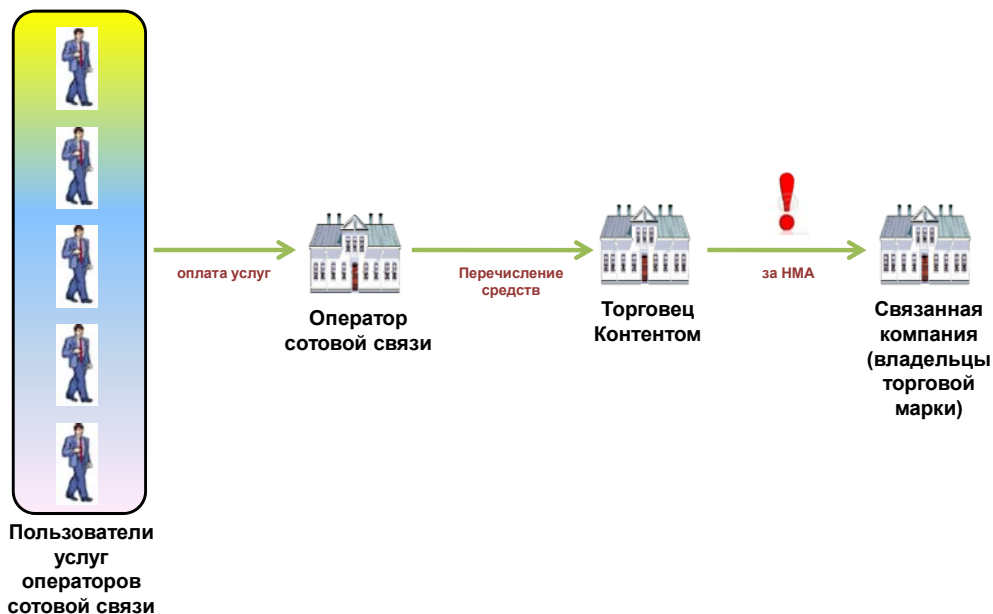 оплата услуг
Перечисление
средств
за НМА
Оператор
сотовой связи
Торговец
Контентом
Связанная
компания
(владельцы
торговой
марки)
Пользователи
услуг
операторов
сотовой связи